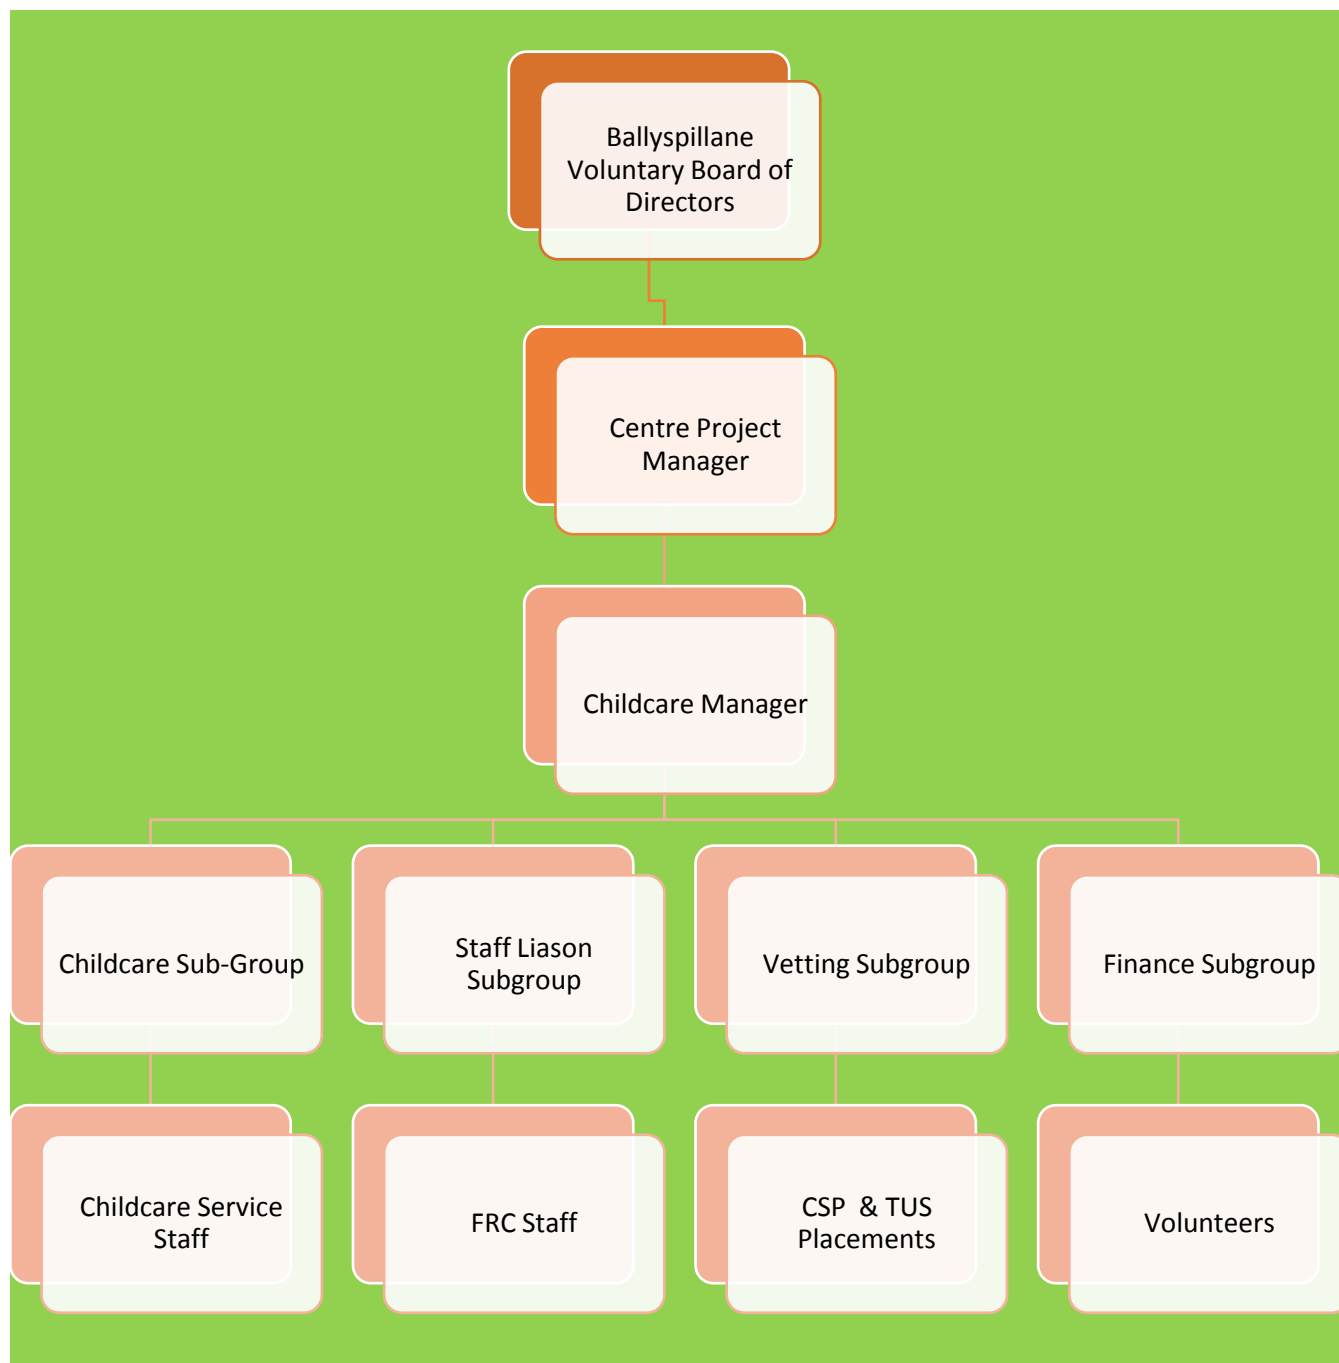 Ballyspillane
Voluntary Board of
Directors
Centre Project
Manager
Childcare Manager
Childcare Sub-Group
Staff Liason
Subgroup
Vetting Subgroup
Finance Subgroup
Childcare Service
Staff
FRC Staff
CSP & TUS
Placements
Volunteers